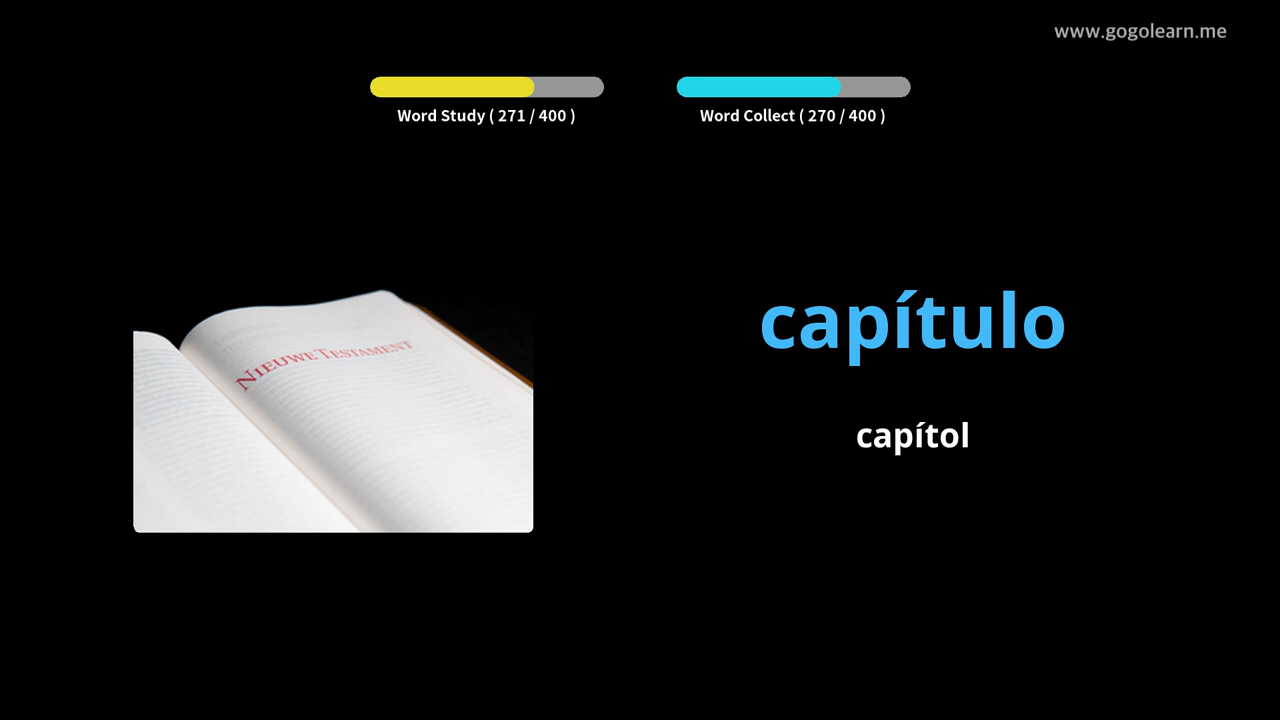 www.gogolearn.me
Word Study ( 271 / 400 )
Word Collect ( 270 / 400 )
NIEUWE TESTAMENT
capítulo
capítol